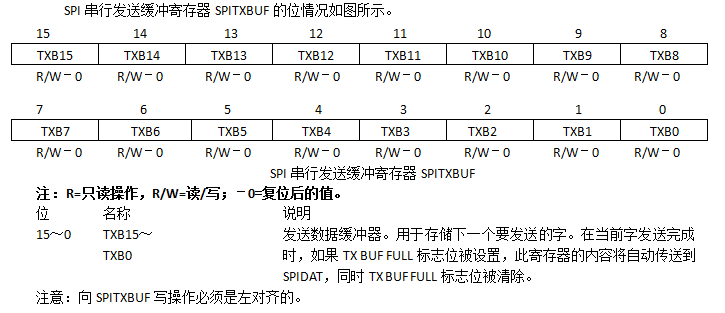 SPI 串行发送缓冲寄存器 SPITXBUF 的位情况如图所示。
15 14 13 12 11 10 9 8
TXB15 TXB14 TXB13 TXB12 TXB11 TXB10 TXB9 TXB8
R/W－0 R/W－0 R/W－0 R/W－0 R/W－0 R/W－0 R/W－0 R/W－0
7 6 5 4 3 2 1 0
TXB7 TXB6 TXB5 TXB4 TXB3 TXB2 TXB1 TXB0
R/W－0 R/W－0 R/W－0 R/W－0 R/W－0 R/W－0 R/W－0 R/W－0
SPI 串行发送缓冲寄存器 SPITXBUF
注：R=只读操作，R/W=读/写；－0=复位后的值。
位 名称 说明
15～0 TXB15～ 发送数据缓冲器。用于存储下一个要发送的字。在当前字发送完成
TXB0 时，如果 TX BUF FULL 标志位被设置，此寄存器的内容将自动传送到
SPIDAT，同时 TX BUF FULL 标志位被清除。
注意：向 SPITXBUF 写操作必须是左对齐的。